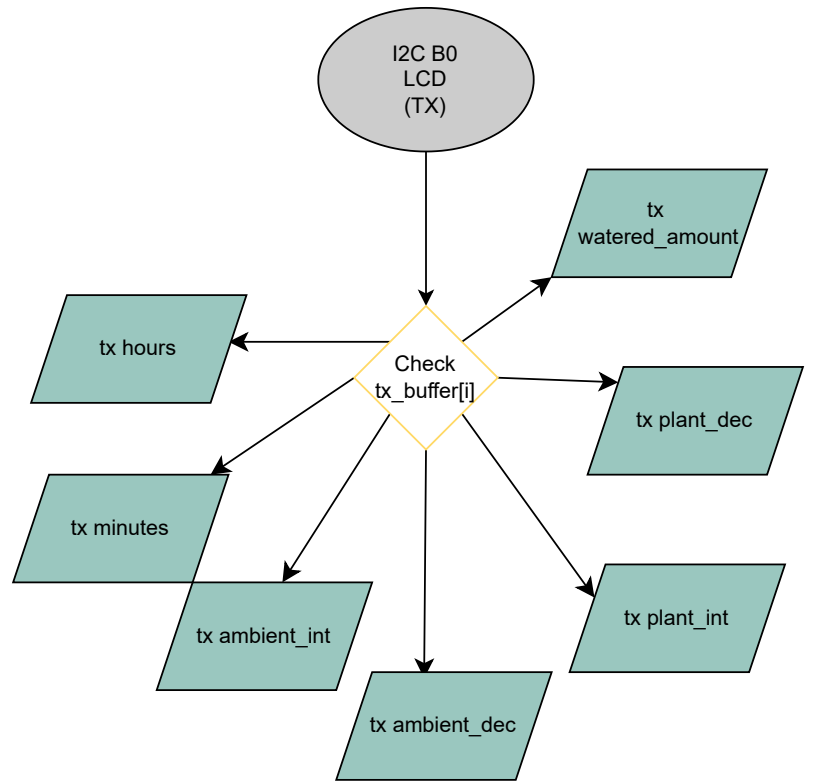 I2C B0
LCD
(TX)
tx
watered_amount
tx hours
Check
tx_buffer[i]
tx plant_dec
tx minutes
tx plant_int
tx ambient_int
tx ambient_dec